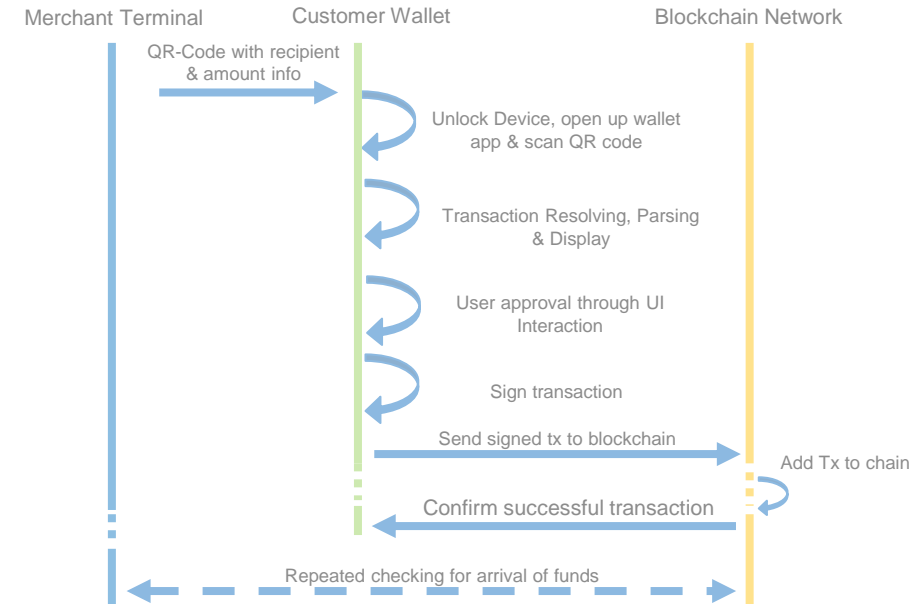 Merchant Terminal
Customer Wallet
Blockchain Network
QR-Code with recipient
& amount info
Unlock Device, open up wallet
app & scan QR code
Transaction Resolving, Parsing
& Display
User approval through UI
Interaction
Sign transaction
Send signed tx to blockchain
Add Tx to chain
Confirm successful transaction
Repeated checking for arrival of funds